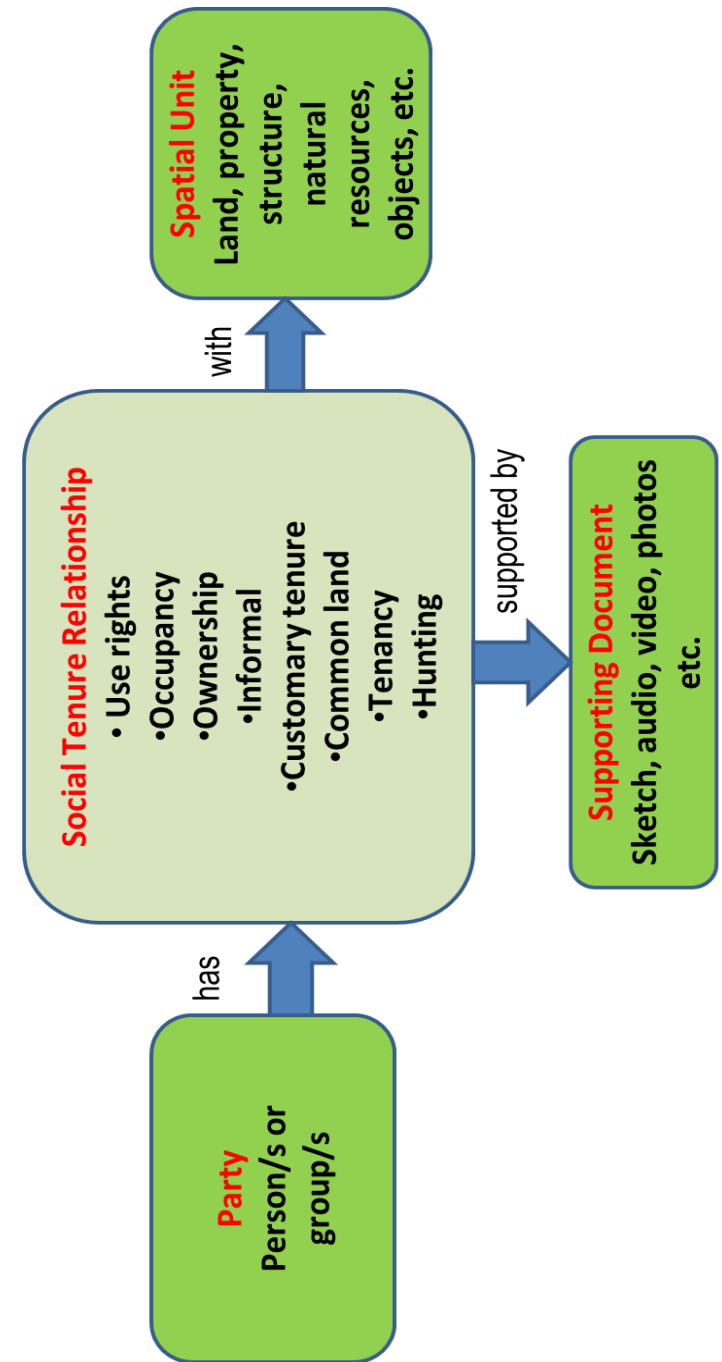 Party
Person/s or
group/s
has
Social Tenure Relationship
• Use rights
•Occupancy
•Ownership
•Informal
•Customary tenure
•Common land
•Tenancy
•Hunting
with
Spatial Unit
Land, property,
structure,
natural
resources,
objects, etc.
supported by
Supporting Document
Sketch, audio, video, photos
etc.